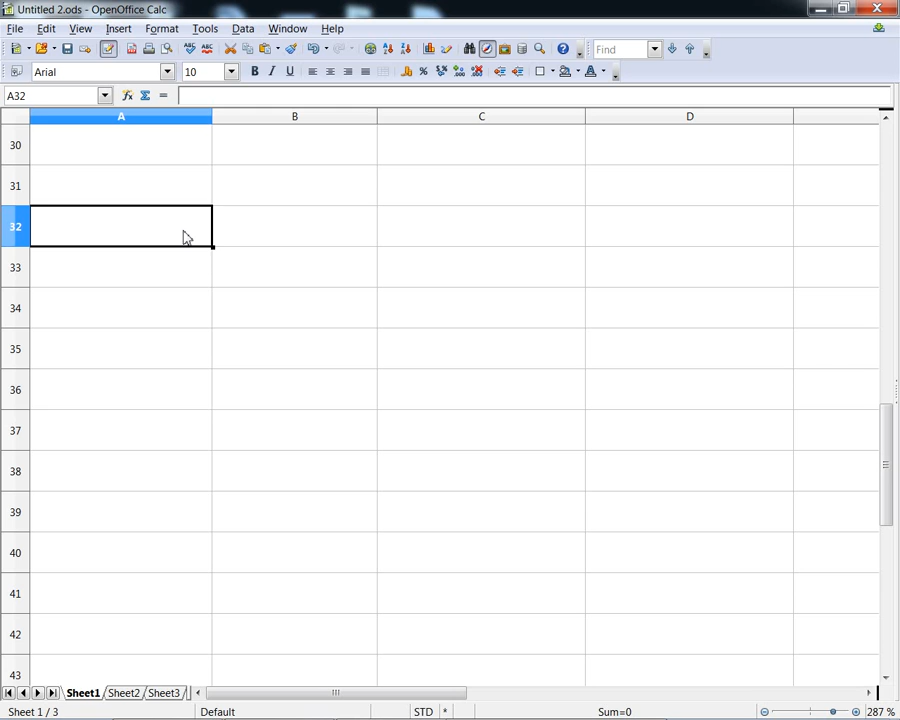 Untitled 2.ods - OpenOffice Calc
File Edit View Insert Format Tools Data Window Help
Find
Arial 10 B I U
A32
A B C D
30
31
32
33
34
35
36
37
38
39
40
41
42
43
Sheet1 Sheet2 Sheet3
Sheet 1 / 3 Default STD * Sum=0 287 %